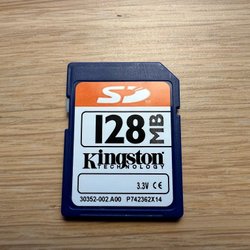 SD
128 MB
Kingston
TECHNOLOGY
3.3V CE
30352-002.A00 P742362X14